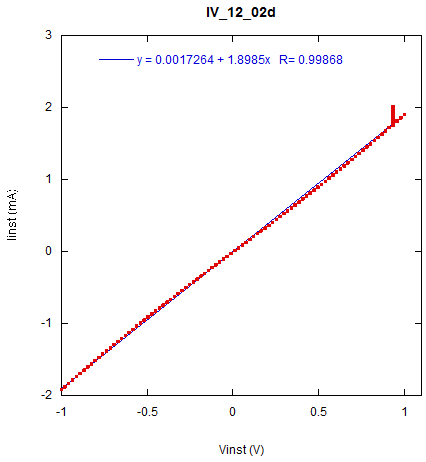 IV_12_02d
y = 0.0017264 + 1.8985x R= 0.99868
3
2
1
0
-1
-2
Iinst (mA)
-1 -0.5 0 0.5 1
Vinst (V)